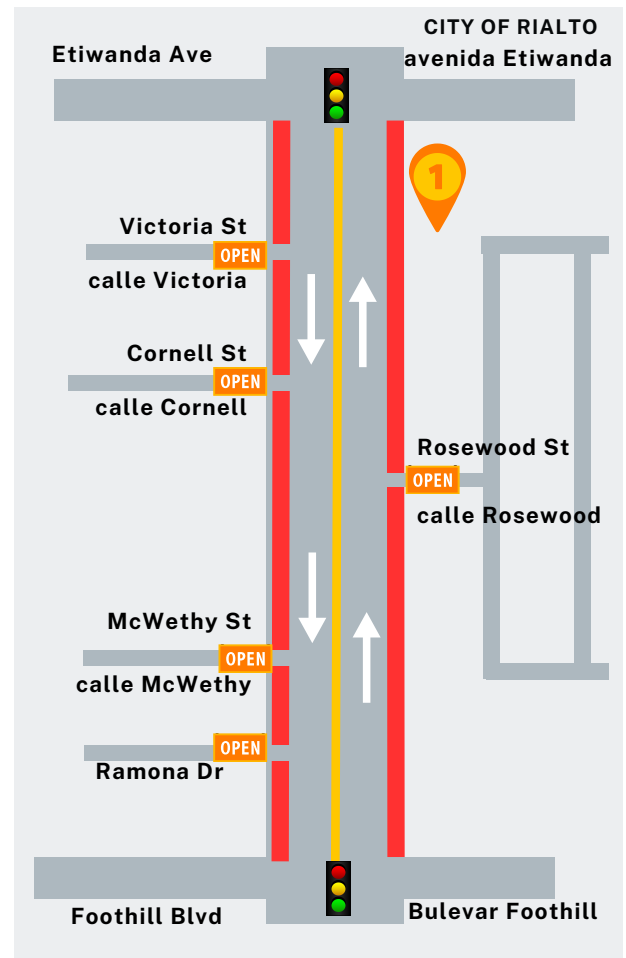 CITY OF RIALTO
Etiwanda Ave
avenida Etiwanda
1
Victoria St
OPEN
calle Victoria
Cornell St
OPEN
calle Cornell
Rosewood St
OPEN
calle Rosewood
McWethy St
OPEN
calle McWethy
OPEN
Ramona Dr
Foothill Blvd
Bulevar Foothill